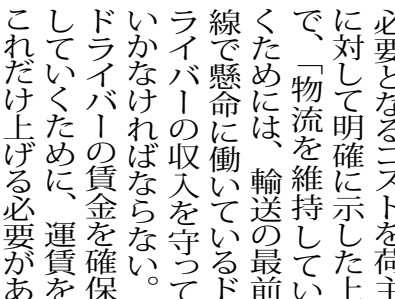 必要となるコストを荷主
に対して明確に示した上
で、「物流を維持してい
くためには、輸送の最前
線で懸命に働いているド
ライバーの収入を守って
いかなければならない。
ドライバーの賃金を確保
していくために、運賃を
これだけ上げる必要があ